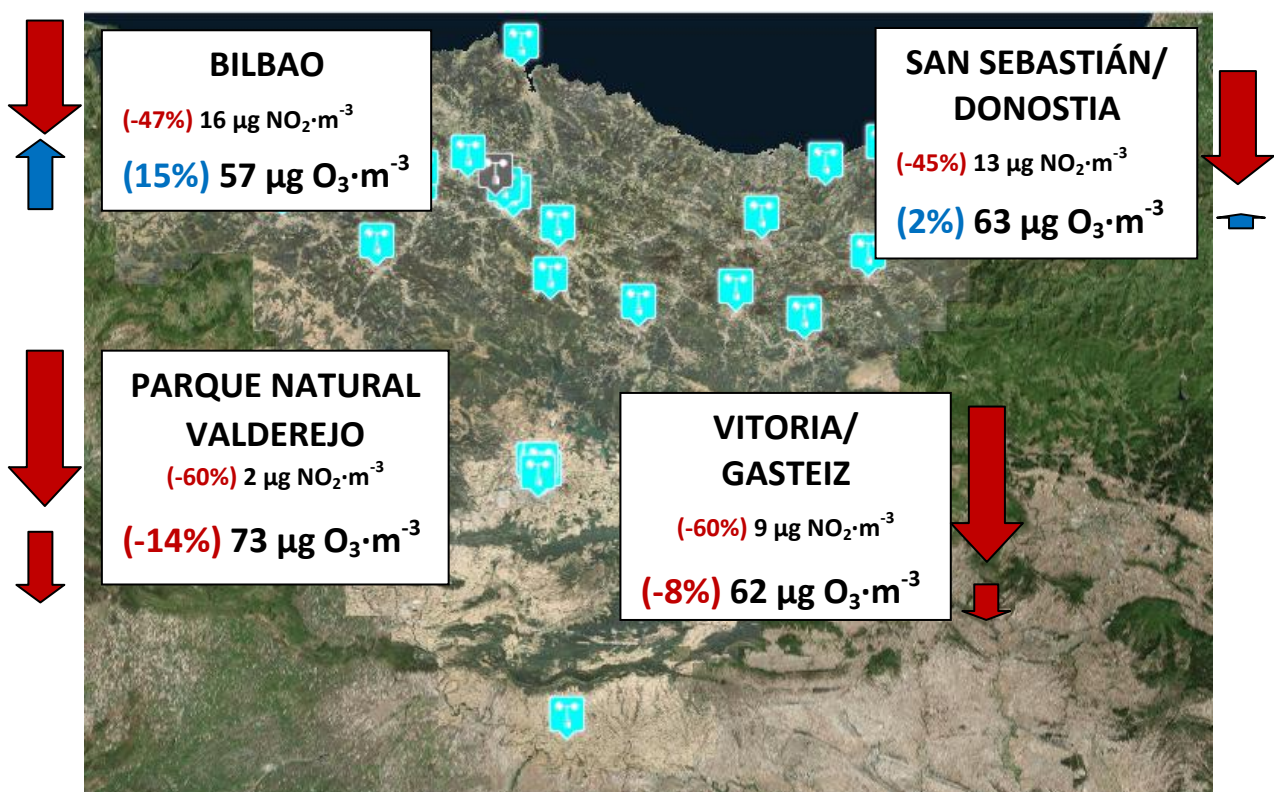 BILBAO
(-47%) 16 µg NO₂·m⁻³
(15%) 57 µg O₃·m⁻³
SAN SEBASTIÁN/
DONOSTIA
(-45%) 13 µg NO₂·m⁻³
(2%) 63 µg O₃·m⁻³
PARQUE NATURAL
VALDEREJO
(-60%) 2 µg NO₂·m⁻³
(-14%) 73 µg O₃·m⁻³
VITORIA/
GASTEIZ
(-60%) 9 µg NO₂·m⁻³
(-8%) 62 µg O₃·m⁻³